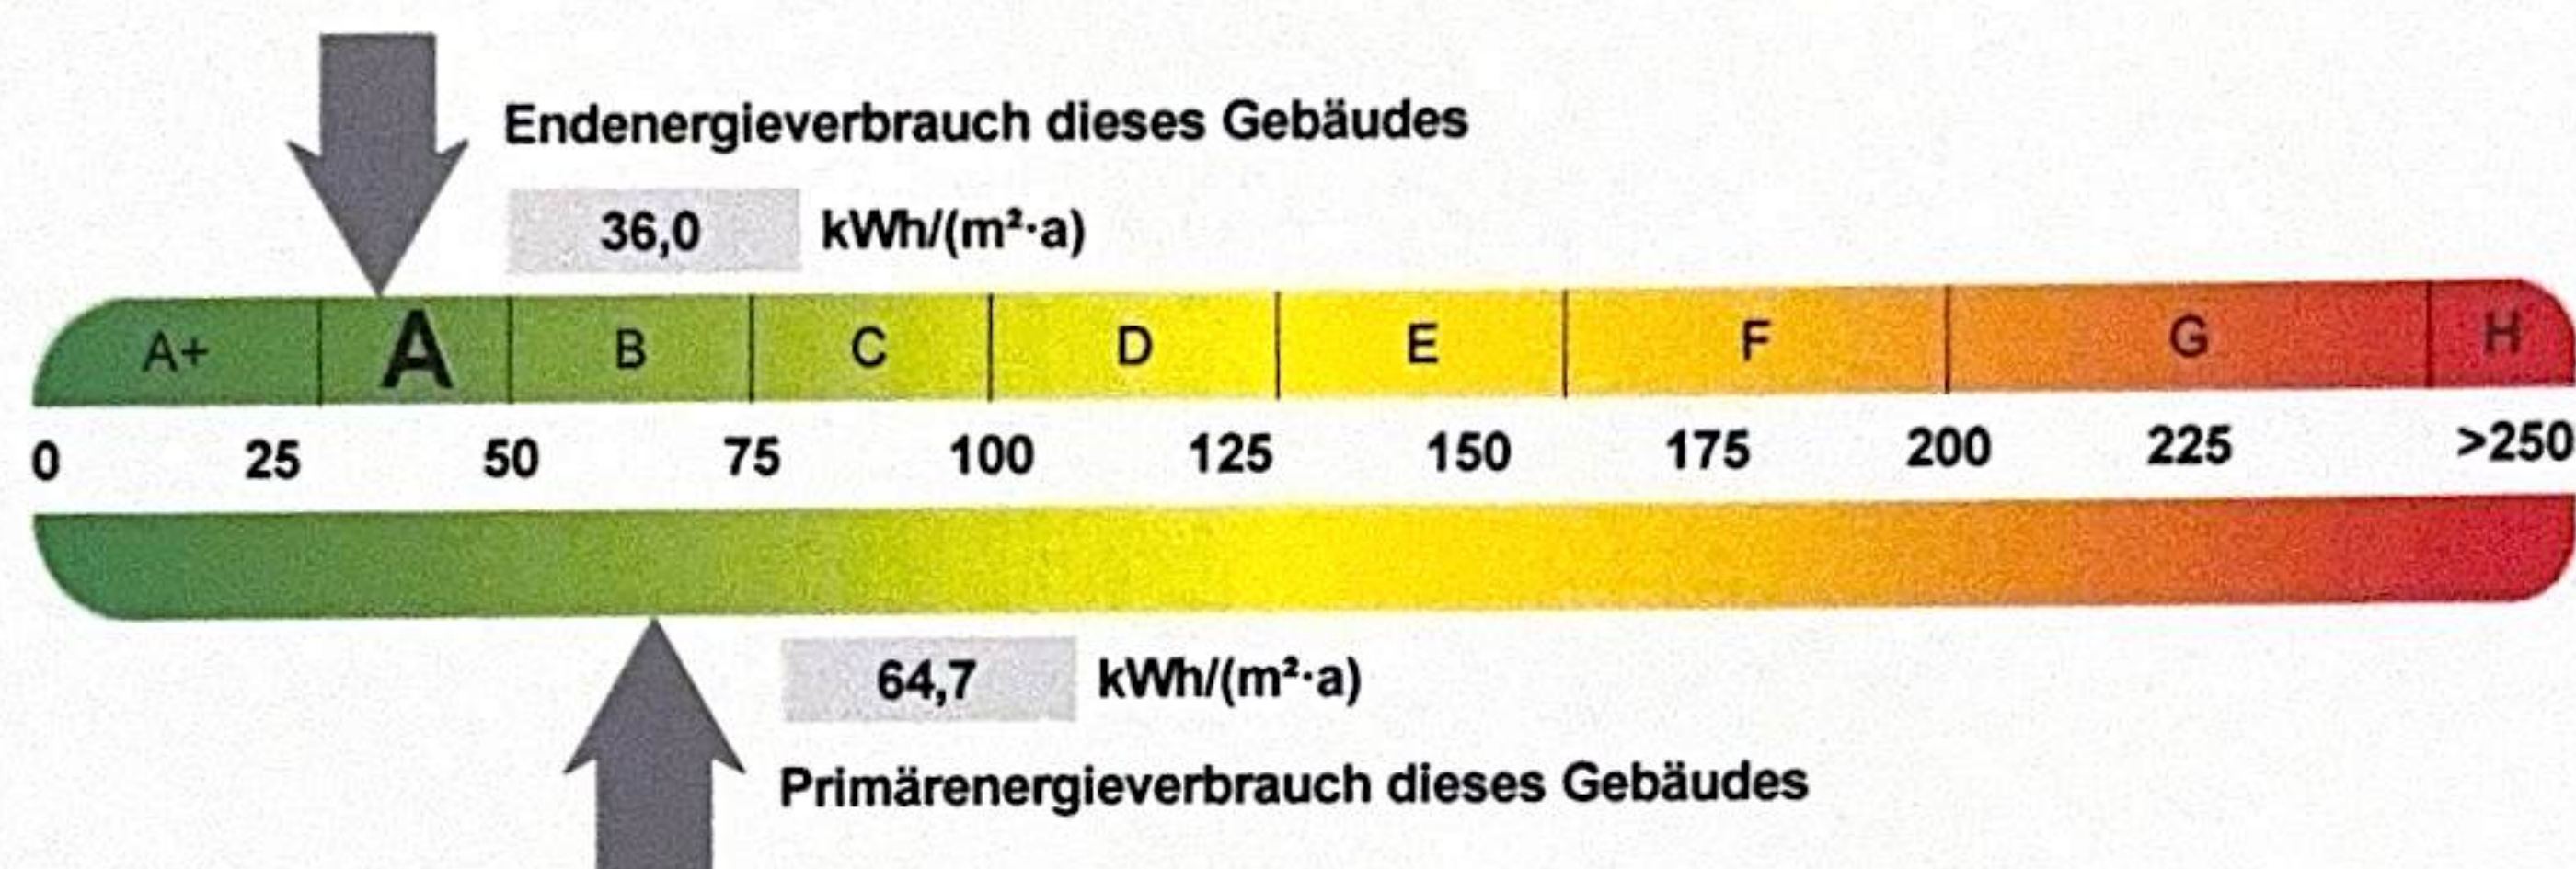 Endenergieverbrauch dieses Gebäudes
36,0 kWh/(m²·a)
A+ A B C D E F G H
0 25 50 75 100 125 150 175 200 225 >250
64,7 kWh/(m²·a)
Primärenergieverbrauch dieses Gebäudes